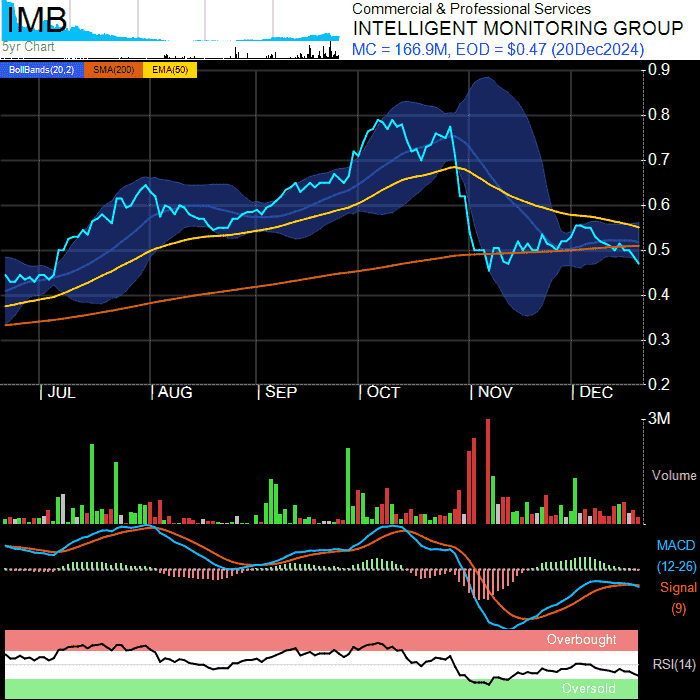 IMB
5yr Chart
Commercial & Professional Services
INTELLIGENT MONITORING GROUP
MC = 166.9M, EOD = $0.47 (20Dec2024)
BollBands(20,2) SMA(200) EMA(50)
0.9
0.8
0.7
0.6
0.5
0.4
0.3
0.2
JUL AUG SEP OCT NOV DEC
3M
Volume
MACD
(12-26)
Signal
(9)
Overbought
RSI(14)
Oversold